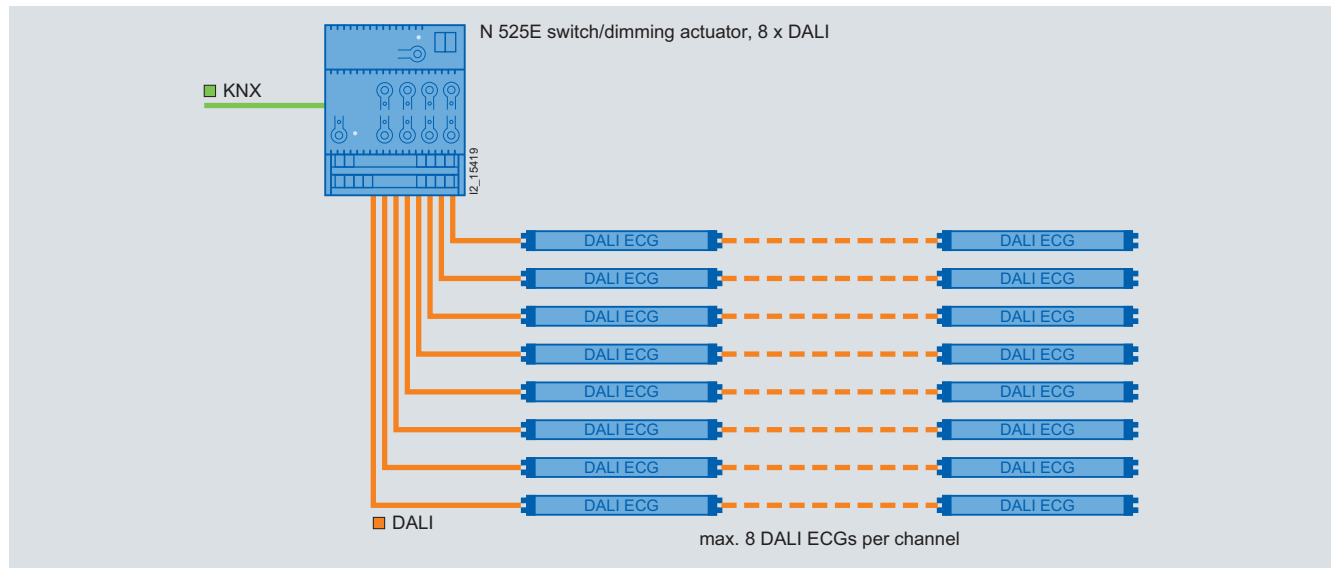 N 525E switch/dimming actuator, 8 x DALI
KNX
I2_15419
DALI ECG DALI ECG
DALI ECG DALI ECG
DALI ECG DALI ECG
DALI ECG DALI ECG
DALI ECG DALI ECG
DALI ECG DALI ECG
DALI ECG DALI ECG
DALI ECG DALI ECG
DALI
max. 8 DALI ECGs per channel